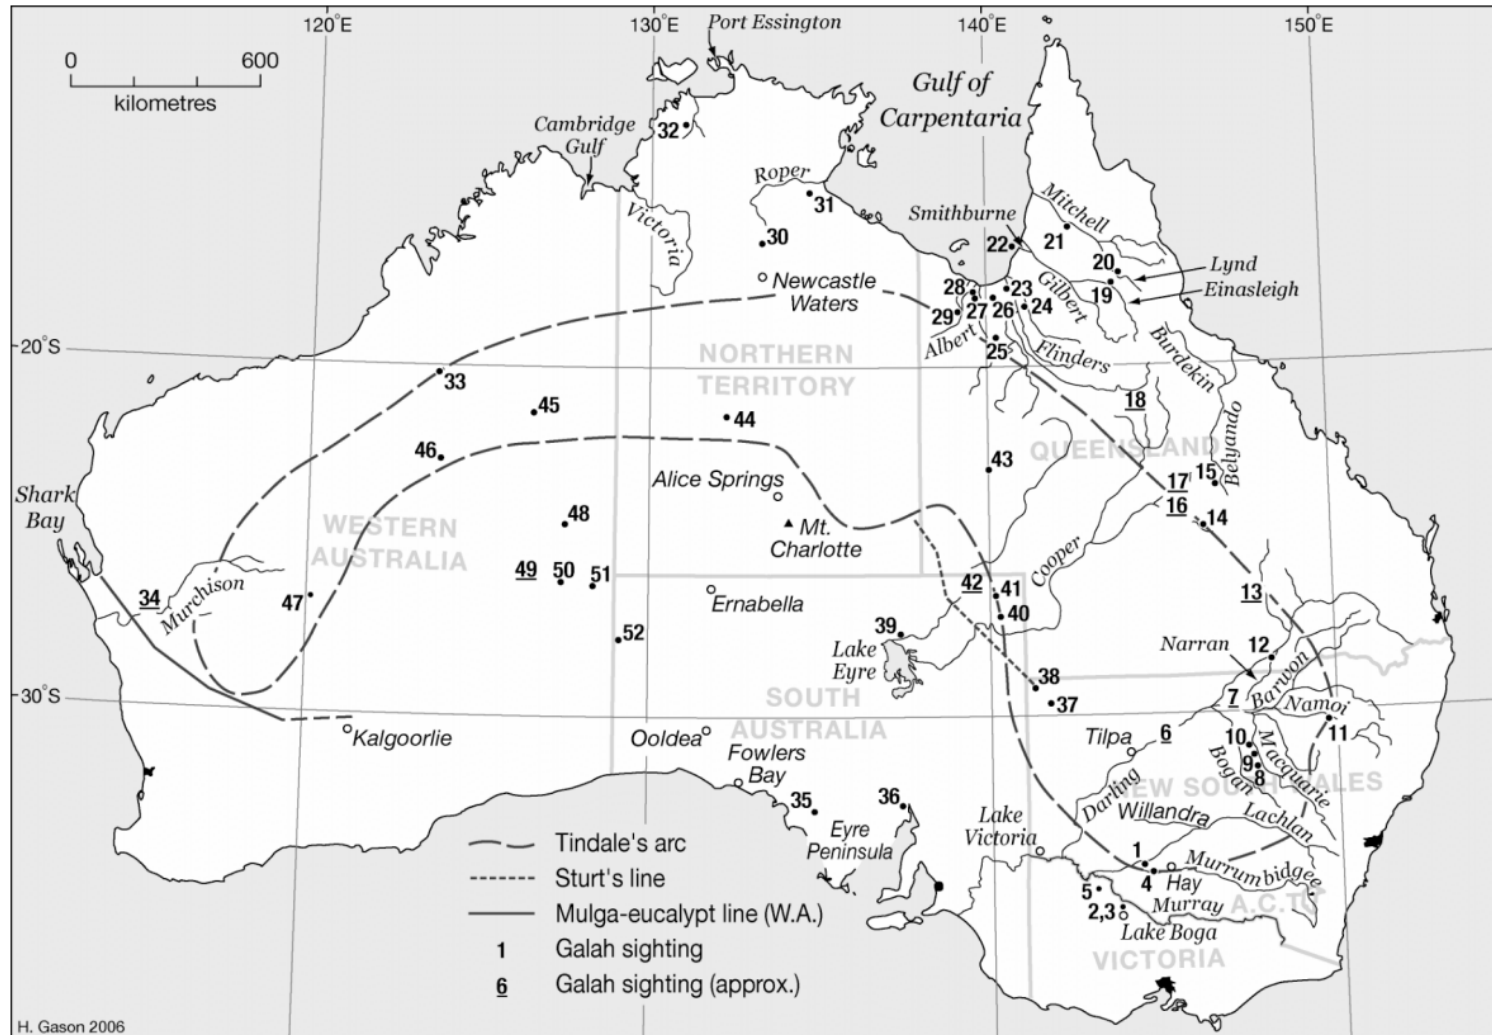 120°E
130°E
Port Essington
140°E
150°E
0
600
kilometres
Gulf of
Carpentaria
Cambridge
Gulf
32
Roper
31
Victoria
30
Smithburne
Mitchell
22
21
20
Lynd
19
Einasleigh
Newcastle
Waters
28
23
Gilbert
29
27
26
24
Albert
25
Flinders
Burdekin
20°S
NORTHERN
TERRITORY
33
45
44
18
46
QUEENSLAND
43
Alice Springs
17
15
Belyando
16
14
Shark
Bay
48
WESTERN
AUSTRALIA
Mt.
Charlotte
Cooper
49
50
51
42
41
13
34
Murchison
47
Ernabella
40
52
39
Lake
Eyre
Narran
12
38
Barwon
30°S
SOUTH
AUSTRALIA
37
7
Namoi
Kalgoorlie
Ooldea
Tilpa
6
10
11
Fowlers
Bay
9
8
Bogan
Macquarie
NEW SOUTH WALES
Darling
35
36
Willandra
Lachlan
Eyre
Peninsula
Lake
Victoria
1
Murrumbidgee
4
Hay
5
Murray
A.C.T.
2,3
Lake Boga
VICTORIA
Tindale's arc
Sturt's line
Mulga-eucalypt line (W.A.)
1 Galah sighting
6 Galah sighting (approx.)
H. Gason 2006